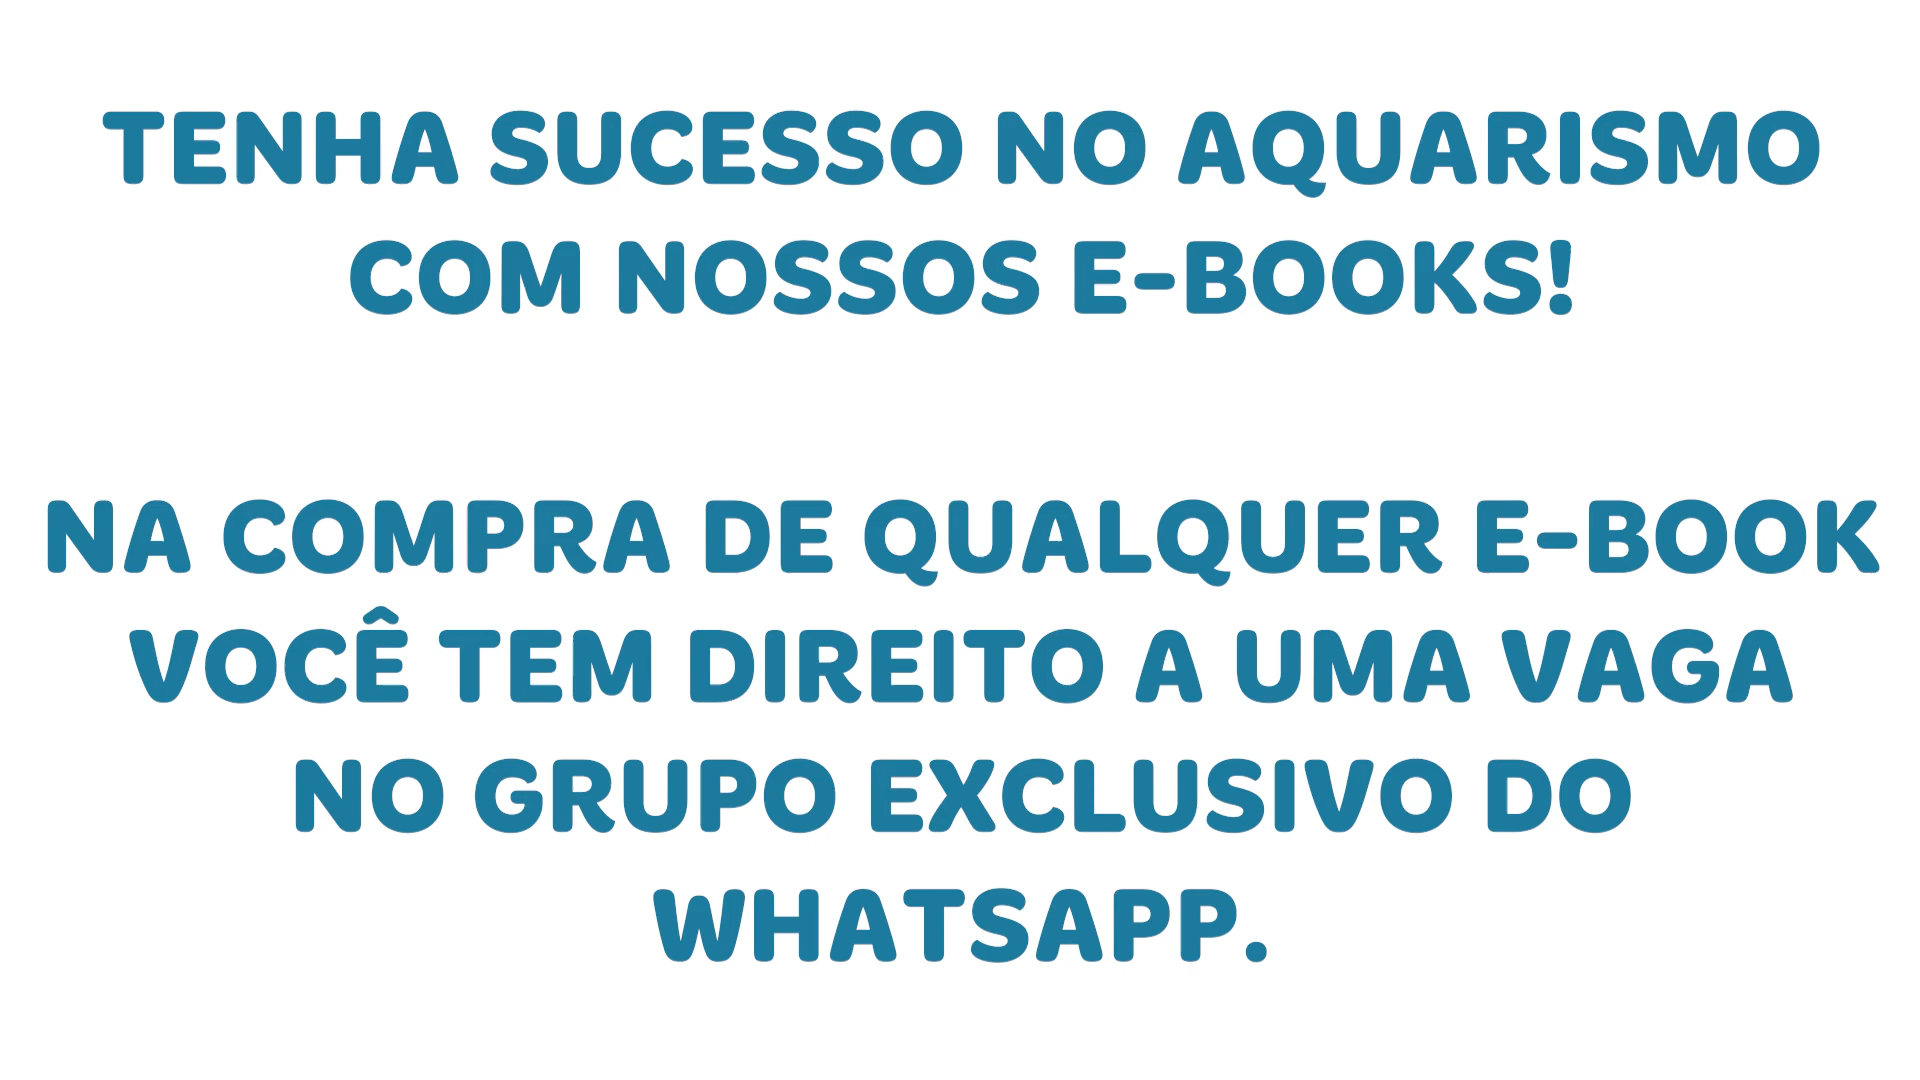 TENHA SUCESSO NO AQUARISMO
COM NOSSOS E-BOOKS!
NA COMPRA DE QUALQUER E-BOOK
VOCÊ TEM DIREITO A UMA VAGA
NO GRUPO EXCLUSIVO DO
WHATSAPP.